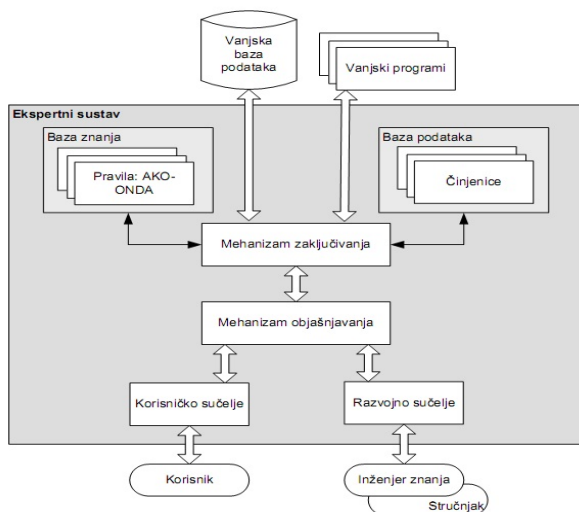 Vanjska
baza
podataka
Vanjski programi
Ekspertni sustav
Baza znanja
Pravila: AKO-
ONDA
Baza podataka
Činjenice
Mehanizam zaključivanja
Mehanizam objašnjavanja
Korisničko sučelje
Razvojno sučelje
Korisnik
Inženjer znanja
Stručnjak